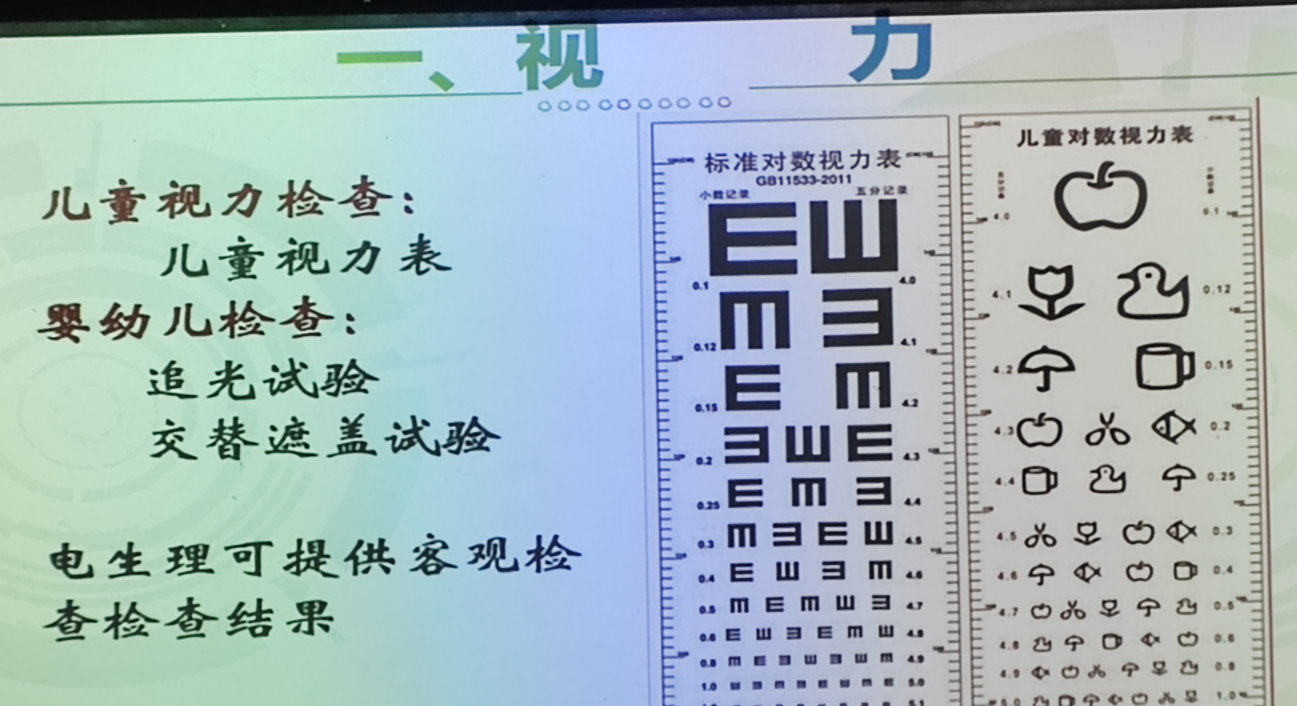 一、视 力
儿童视力检查：
儿童视力表
婴幼儿检查：
追光试验
交替遮盖试验
电生理可提供客观检
查检查结果
标准对数视力表
GB11533-2011
小数记录 五分记录
0.1 4.0
0.12 4.1
0.15 4.2
0.2 4.3
0.25 4.4
0.3 4.5
0.4 4.6
0.5 4.7
0.6 4.8
0.8 4.9
1.0 5.0
5.1
儿童对数视力表
4.0 0.1
4.1 0.12
4.2 0.15
4.3 0.2
4.4 0.25
4.5 0.3
4.6 0.4
4.7 0.5
4.8 0.6
4.9 0.8
5.0 1.0